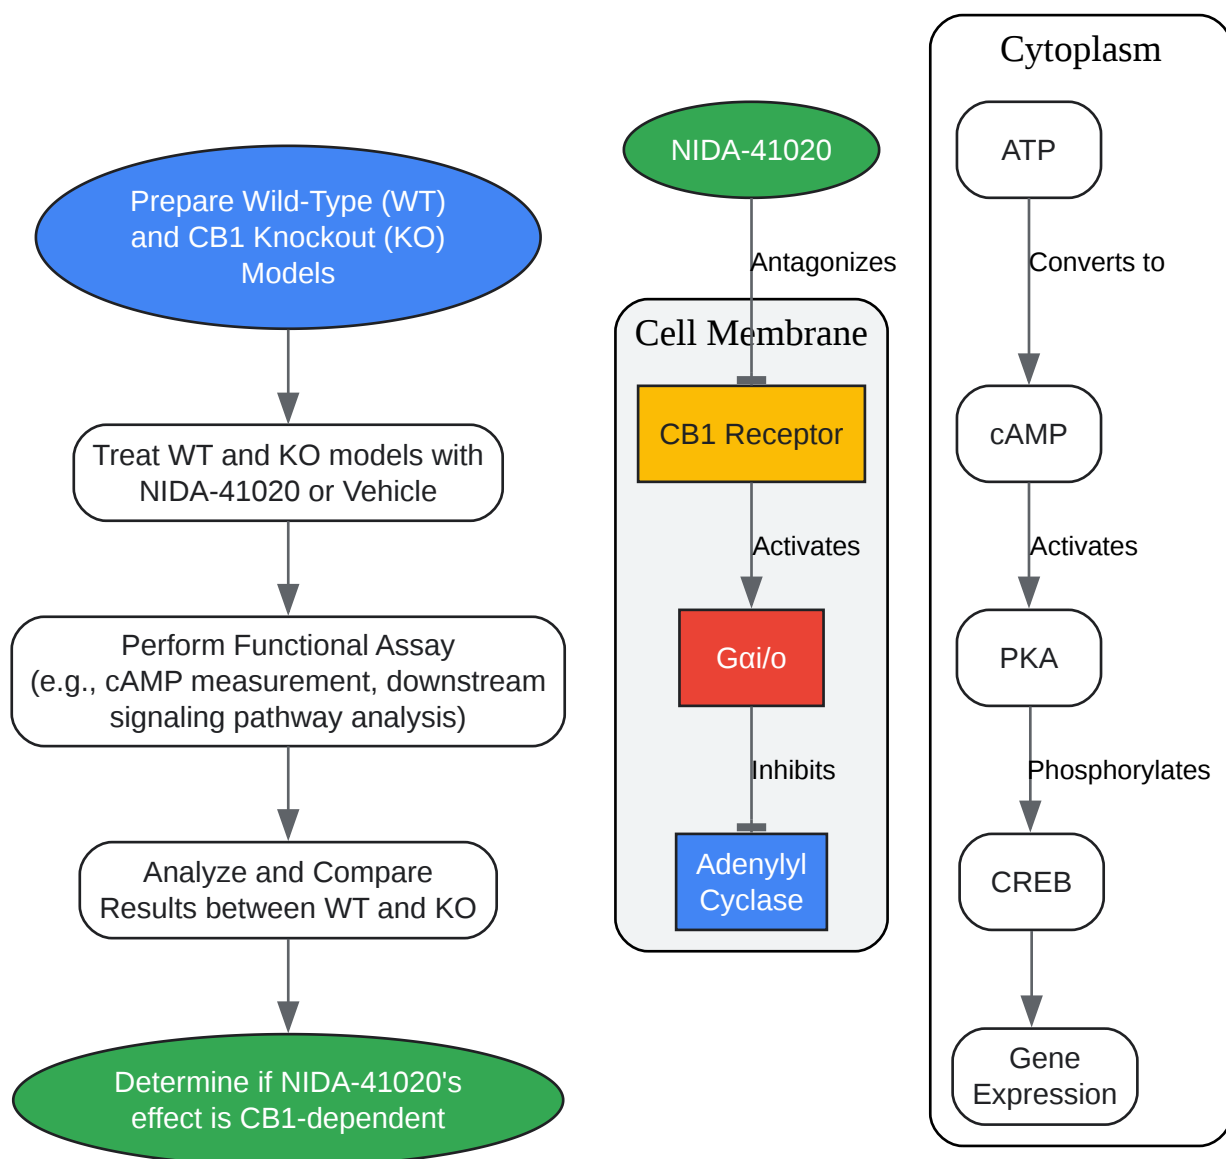 Prepare Wild-Type (WT)
and CB1 Knockout (KO)
Models
Treat WT and KO models with
NIDA-41020 or Vehicle
Perform Functional Assay
(e.g., cAMP measurement, downstream
signaling pathway analysis)
Analyze and Compare
Results between WT and KO
Determine if NIDA-41020's
effect is CB1-dependent
NIDA-41020
Antagonizes
Cell Membrane
CB1 Receptor
Activates
Gαi/o
Inhibits
Adenylyl
Cyclase
Cytoplasm
ATP
Converts to
cAMP
Activates
PKA
Phosphorylates
CREB
Gene
Expression